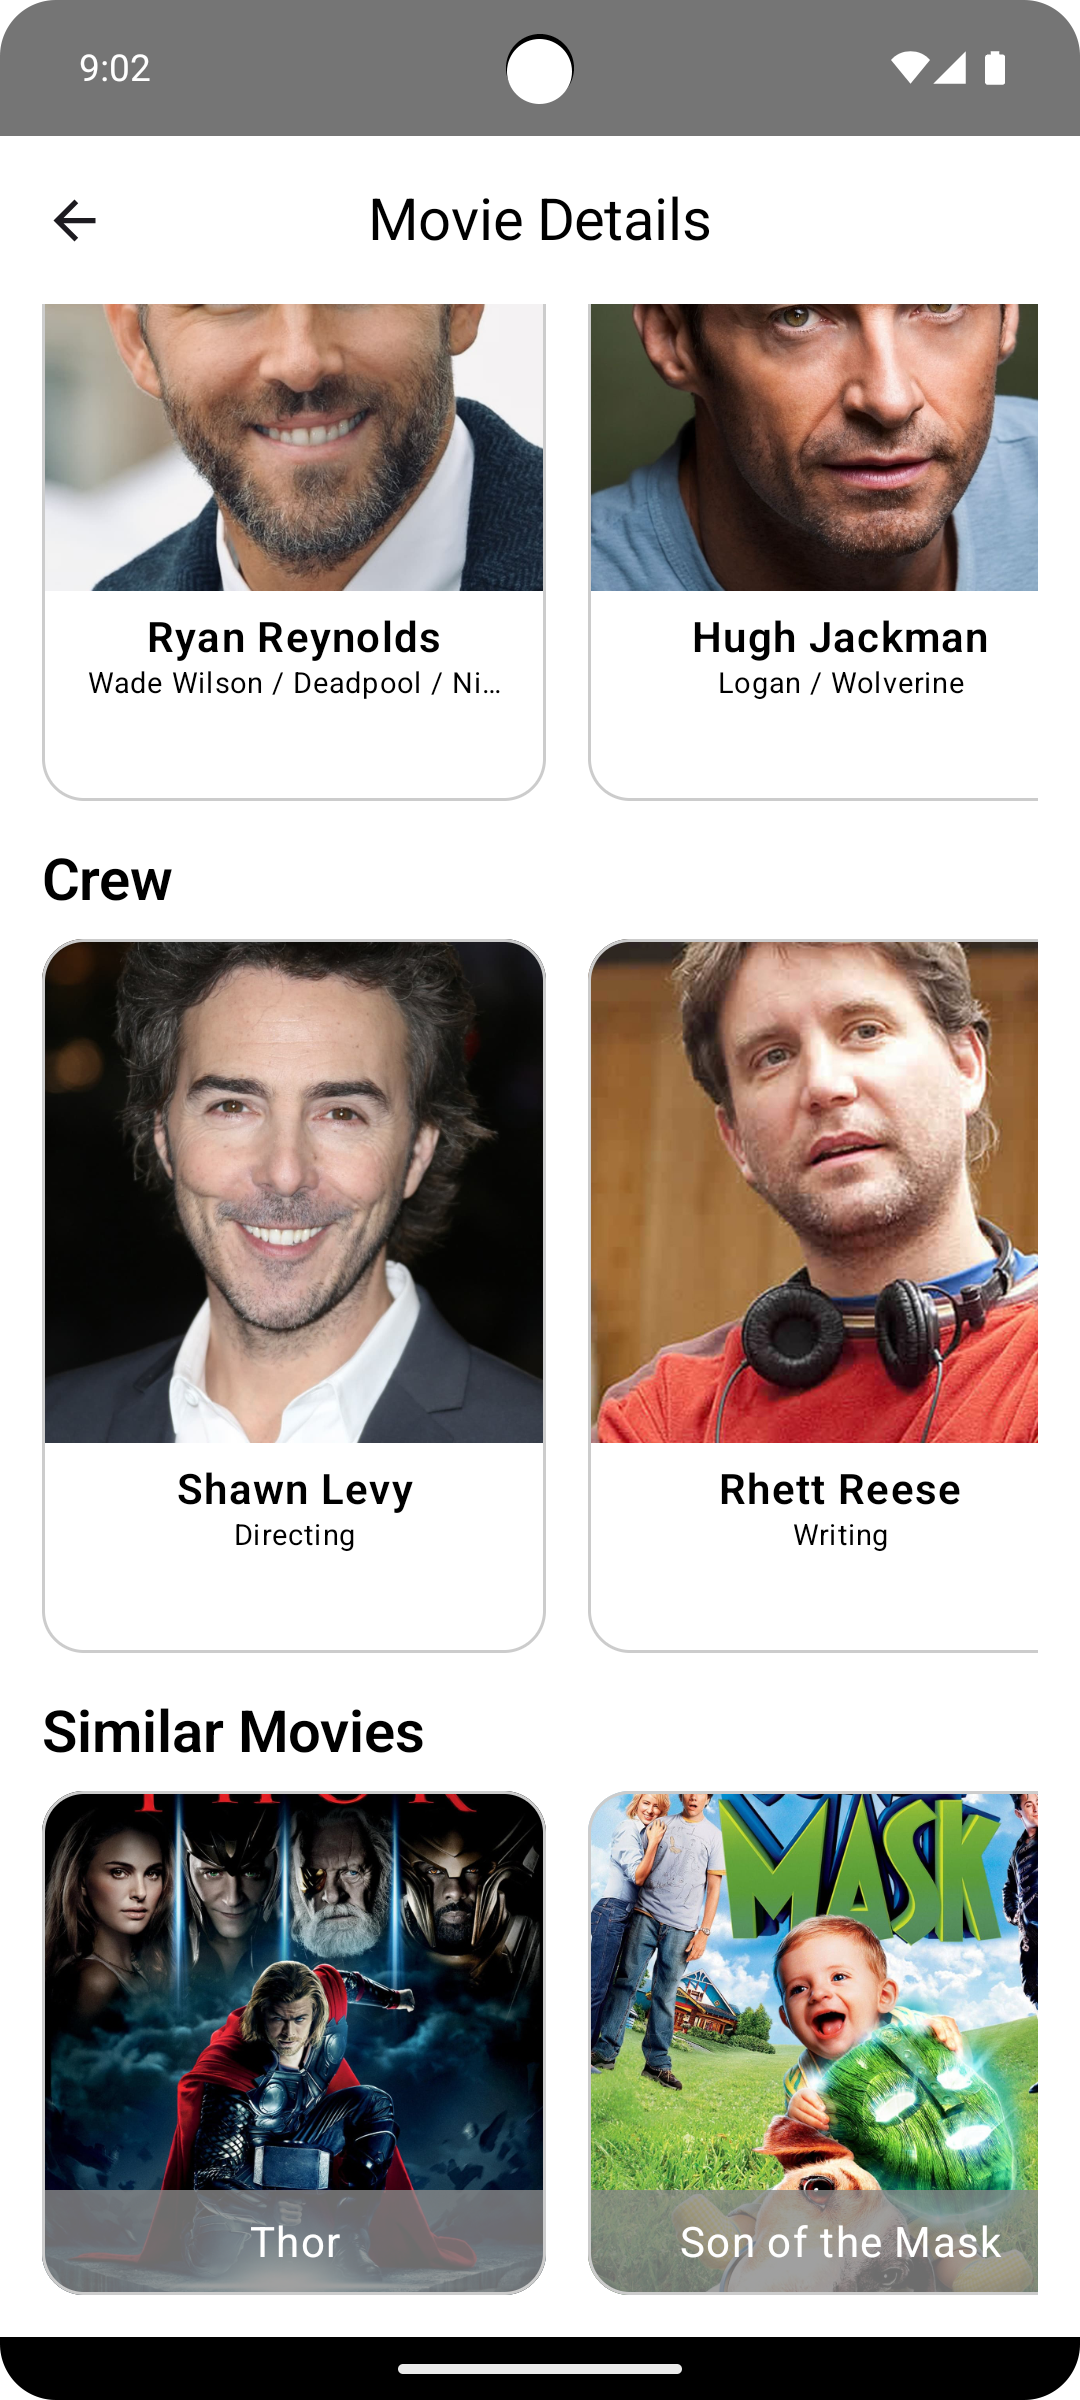 9:02
Movie Details
Ryan Reynolds
Wade Wilson / Deadpool / Ni...
Hugh Jackman
Logan / Wolverine
Crew
Shawn Levy
Directing
Rhett Reese
Writing
Similar Movies
THOR
Thor
MASK
Son of the Mask